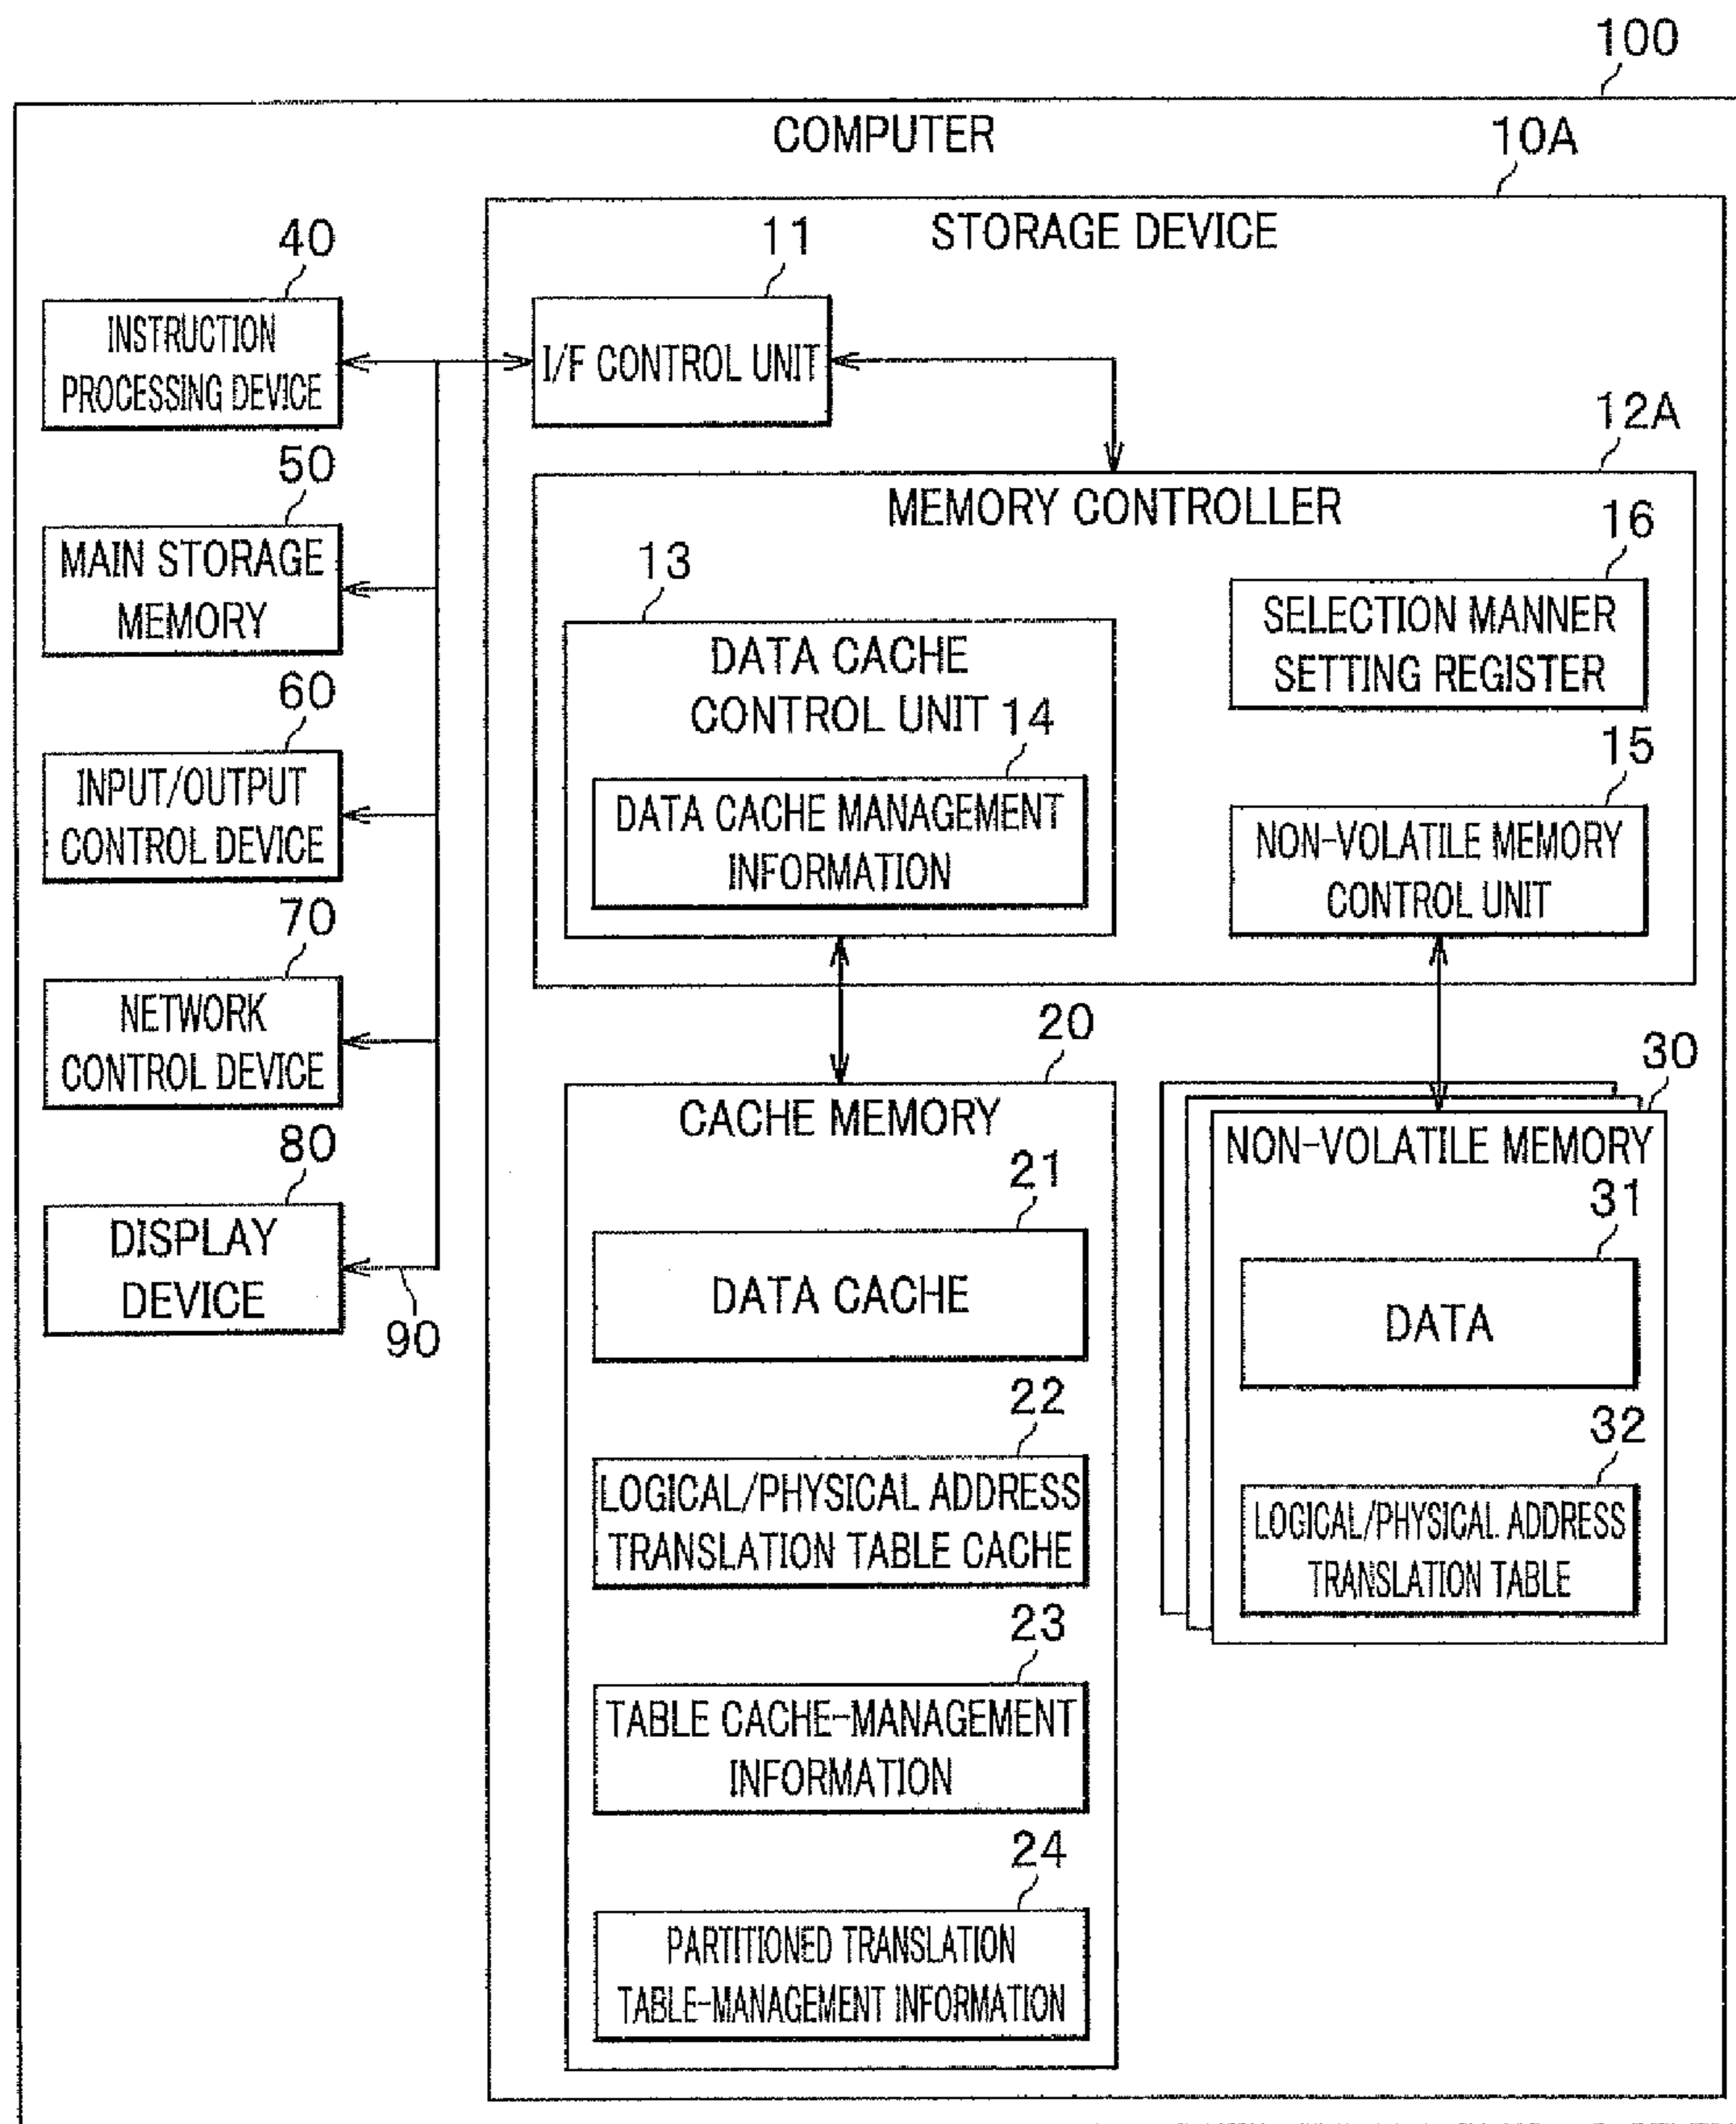 100
COMPUTER
10A
STORAGE DEVICE
40
INSTRUCTION
PROCESSING DEVICE
11
I/F CONTROL UNIT
12A
MEMORY CONTROLLER
50
MAIN STORAGE
MEMORY
13
DATA CACHE
CONTROL UNIT
14
DATA CACHE MANAGEMENT
INFORMATION
16
SELECTION MANNER
SETTING REGISTER
15
NON-VOLATILE MEMORY
CONTROL UNIT
60
INPUT/OUTPUT
CONTROL DEVICE
70
NETWORK
CONTROL DEVICE
80
DISPLAY
DEVICE
90
20
CACHE MEMORY
21
DATA CACHE
22
LOGICAL/PHYSICAL ADDRESS
TRANSLATION TABLE CACHE
23
TABLE CACHE-MANAGEMENT
INFORMATION
24
PARTITIONED TRANSLATION
TABLE-MANAGEMENT INFORMATION
30
NON-VOLATILE MEMORY
31
DATA
32
LOGICAL/PHYSICAL ADDRESS
TRANSLATION TABLE